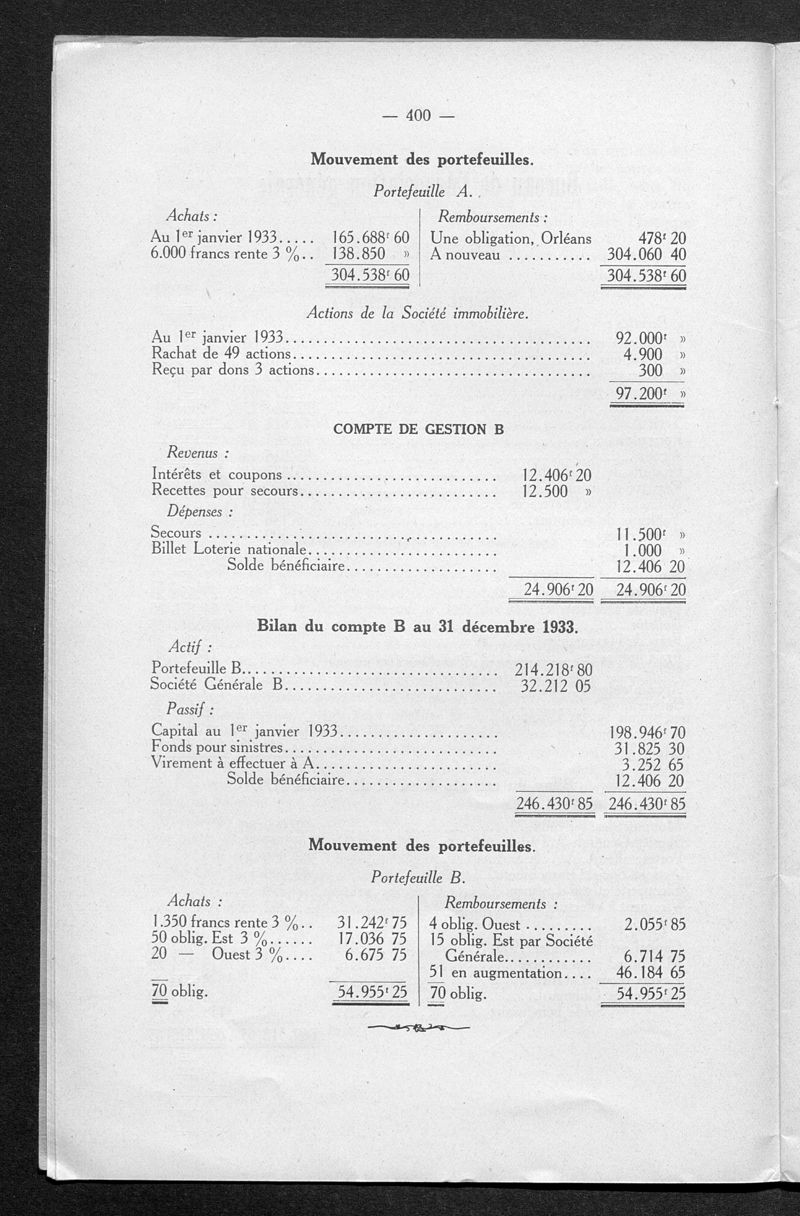 — 400 —
Mouvement des portefeuilles.
Portefeuille A.
Achats :
Au 1er janvier 1933..... 165.688f 60
6.000 francs rente 3 %.. 138.850 »
304.538f 60
Remboursements :
Une obligation, Orléans 478f 20
A nouveau ........... 304.060 40
304.538f 60
Actions de la Société immobilière.
Au 1er janvier 1933........................................ 92.000f »
Rachat de 49 actions....................................... 4.900 »
Reçu par dons 3 actions.................................... 300 »
97.200f »
COMPTE DE GESTION B
Revenus :
Intérêts et coupons ............................ 12.406f 20
Recettes pour secours.......................... 12.500 »
Dépenses :
Secours ...................................... 11.500f »
Billet Loterie nationale......................... 1.000 »
Solde bénéficiaire.................... 12.406 20
24.906f 20 24.906f 20
Bilan du compte B au 31 décembre 1933.
Actif :
Portefeuille B.................................. 214.218f 80
Société Générale B............................ 32.212 05
Passif :
Capital au 1er janvier 1933..................... 198.946f 70
Fonds pour sinistres............................ 31.825 30
Virement à effectuer à A........................ 3.252 65
Solde bénéficiaire.................... 12.406 20
246.430f 85 246.430f 85
Mouvement des portefeuilles.
Portefeuille B.
Achats :
1.350 francs rente 3 %.. 31.242f 75
50 oblig. Est 3 %...... 17.036 75
20 — Ouest 3 %.... 6.675 75
70 oblig. 54.955f 25
Remboursements :
4 oblig. Ouest ......... 2.055f 85
15 oblig. Est par Société
Générale............ 6.714 75
51 en augmentation.... 46.184 65
70 oblig. 54.955f 25